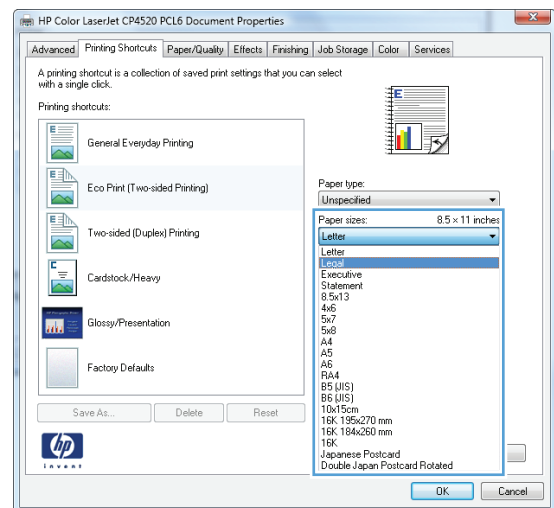 HP Color LaserJet CP4520 PCL6 Document Properties
Advanced Printing Shortcuts Paper/Quality Effects Finishing Job Storage Color Services
A printing shortcut is a collection of saved print settings that you can select
with a single click.
Printing shortcuts:
E
E
General Everyday Printing
E
Eco Print (Two-sided Printing)
Paper type:
Unspecified
Paper sizes: 8.5 × 11 inches
E
Two-sided (Duplex) Printing
Letter
Letter
Legal
Executive
Statement
8.5x13
4x6
5x7
5x8
A4
A5
A6
RA4
B5 (JIS)
B6 (JIS)
10x15cm
16K 195x270 mm
16K 184x260 mm
16K
Japanese Postcard
Double Japan Postcard Rotated
C
Cardstock/Heavy
Glossy/Presentation
Factory Defaults
Save As... Delete Reset
hp
invent
OK Cancel